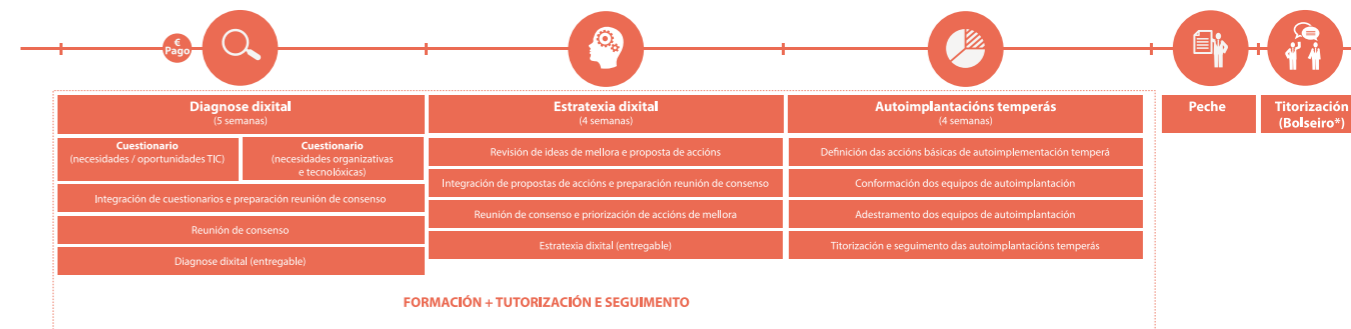 €
Pago
Diagnose dixital
(5 semanas)
Cuestionario
(necesidades / oportunidades TIC)
Cuestionario
(necesidades organizativas
e tecnolóxicas)
Integración de cuestionarios e preparación reunión de consenso
Reunión de consenso
Diagnose dixital (entregable)
Estratexia dixital
(4 semanas)
Revisión de ideas de mellora e proposta de accións
Integración de propostas de accións e preparación reunión de consenso
Reunión de consenso e priorización de accións de mellora
Estratexia dixital (entregable)
Autoimplantacións temperás
(4 semanas)
Definición das accións básicas de autoimplementación temperá
Conformación dos equipos de autoimplantación
Adestramento dos equipos de autoimplantación
Titorización e seguimento das autoimplantacións temperás
Peche
Titorización
(Bolseiro*)
FORMACIÓN + TUTORIZACIÓN E SEGUIMENTO